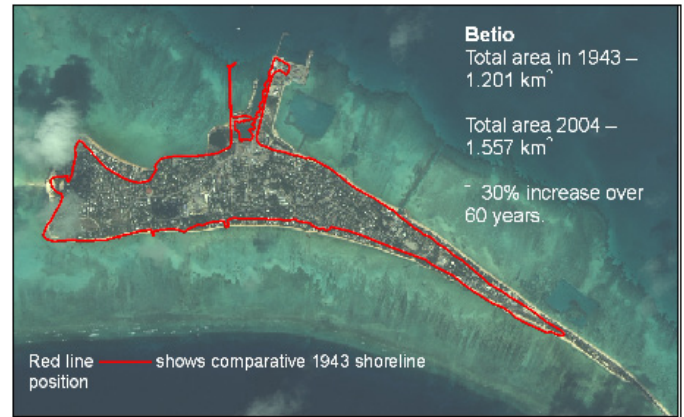 Betio
Total area in 1943 –
1.201 km^
Total area 2004 –
1.557 km^
~ 30% increase over
60 years.
Red line ——— shows comparative 1943 shoreline
position